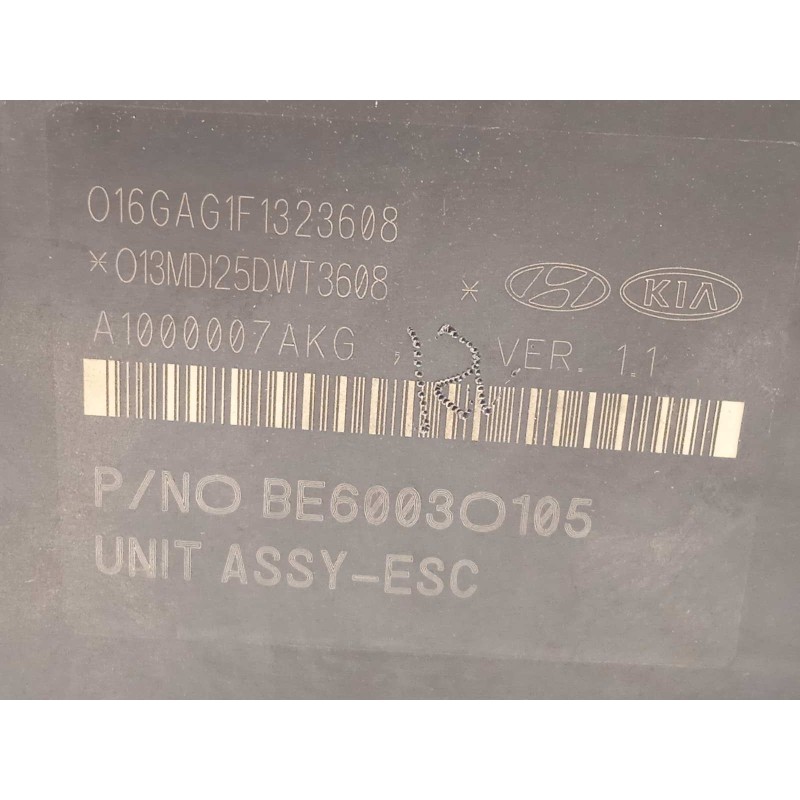 O16GAG1F1323608
*O13MDI25DWT3608 * KIA
A1000007AKG VER. 1.1
P/NO BE60030105
UNIT ASSY-ESC